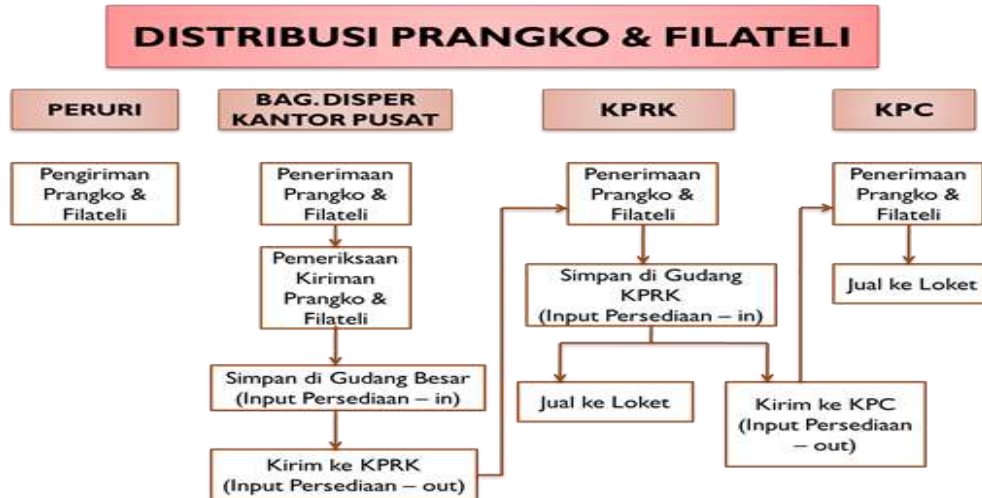 DISTRIBUSI PRANGKO & FILATELI
PERURI
BAG.DISPER
KANTOR PUSAT
KPRK
KPC
Pengiriman
Prangko &
Filateli
Penerimaan
Prangko &
Filateli
Pemeriksaan
Kiriman
Prangko &
Filateli
Simpan di Gudang Besar
(Input Persediaan – in)
Kirim ke KPRK
(Input Persediaan – out)
Penerimaan
Prangko &
Filateli
Simpan di Gudang
KPRK
(Input Persediaan – in)
Jual ke Loket
Kirim ke KPC
(Input Persediaan
– out)
Penerimaan
Prangko &
Filateli
Jual ke Loket